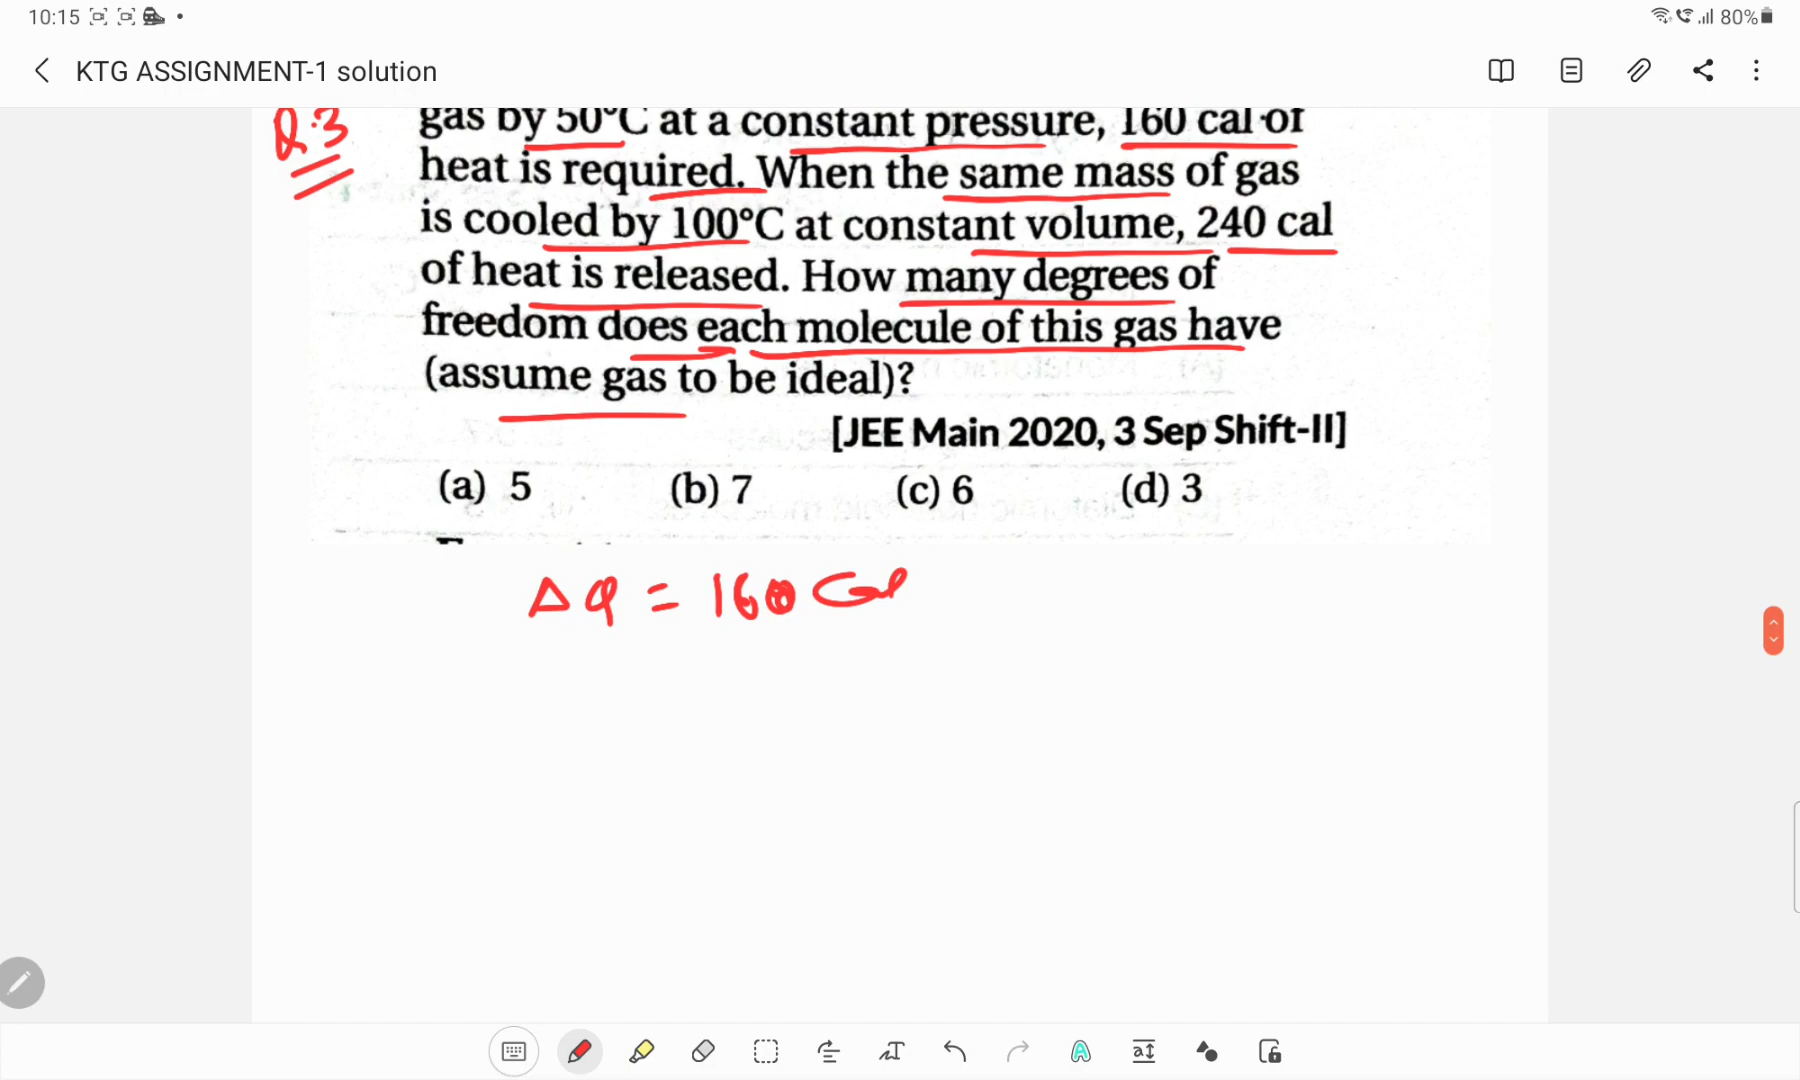 10:15
80%
KTG ASSIGNMENT-1 solution
Q.3
gas by 50°C at a constant pressure, 160 cal of
heat is required. When the same mass of gas
is cooled by 100°C at constant volume, 240 cal
of heat is released. How many degrees of
freedom does each molecule of this gas have
(assume gas to be ideal)?
[JEE Main 2020, 3 Sep Shift-II]
(a) 5 (b) 7 (c) 6 (d) 3
ΔQ = 160 Cal